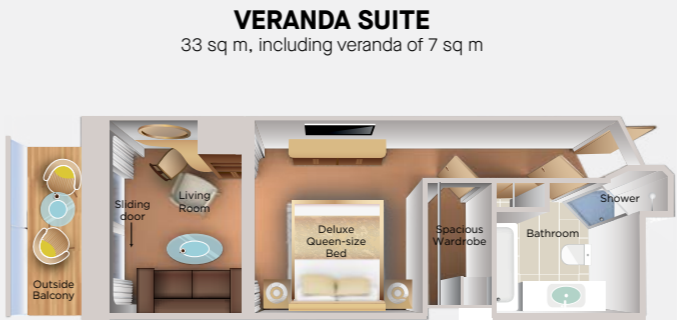 VERANDA SUITE
33 sq m, including veranda of 7 sq m
Sliding
door
Living
Room
Outside
Balcony
Deluxe
Queen-size
Bed
Spacious
Wardrobe
Bathroom
Shower